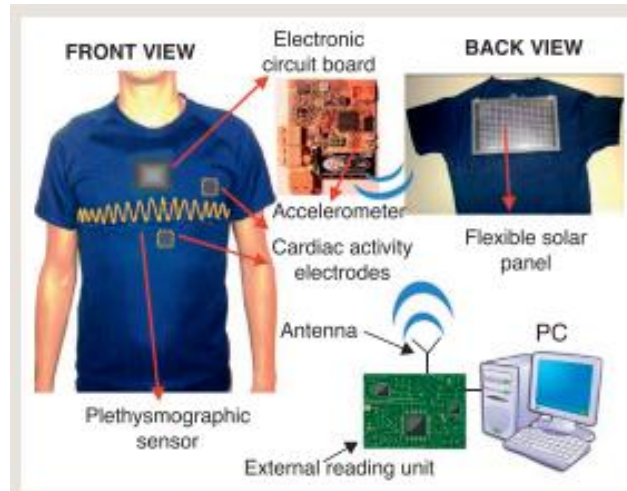 FRONT VIEW
Electronic
circuit board
BACK VIEW
Accelerometer
Cardiac activity
electrodes
Flexible solar
panel
Antenna
PC
Plethysmographic
sensor
External reading unit